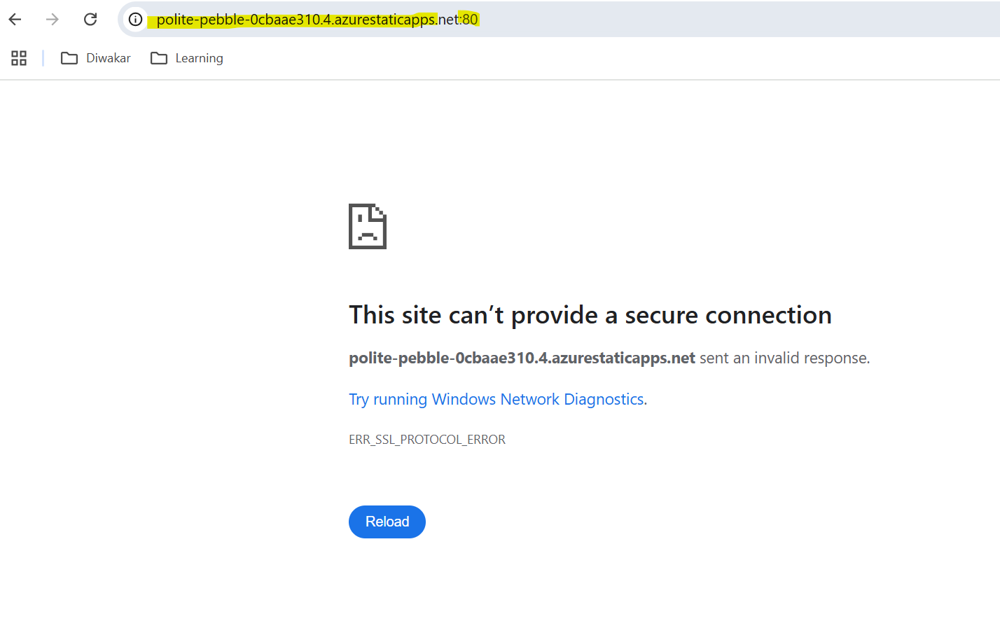 polite-pebble-0cbaae310.4.azurestaticapps.net:80
Diwakar Learning
This site can’t provide a secure connection
polite-pebble-0cbaae310.4.azurestaticapps.net sent an invalid response.
Try running Windows Network Diagnostics.
ERR_SSL_PROTOCOL_ERROR
Reload